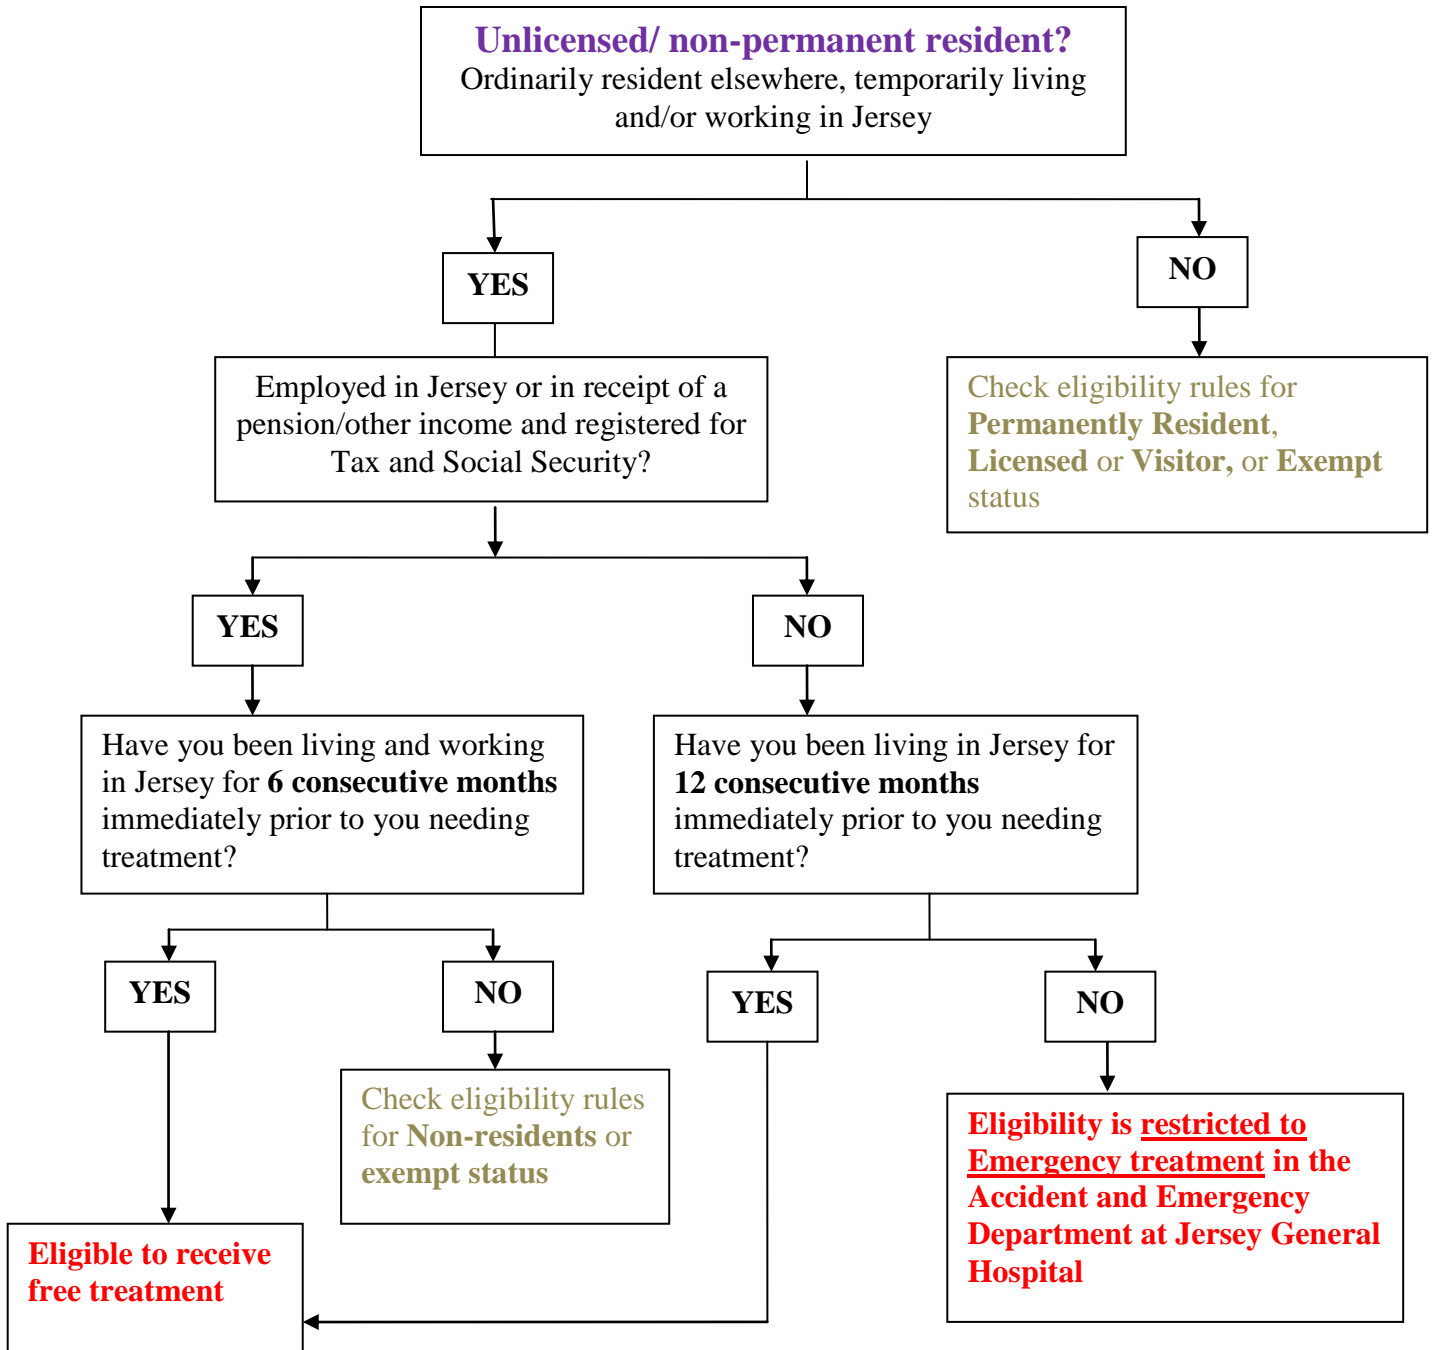 Unlicensed/ non-permanent resident?
Ordinarily resident elsewhere, temporarily living
and/or working in Jersey
YES
NO
Employed in Jersey or in receipt of a
pension/other income and registered for
Tax and Social Security?
Check eligibility rules for
Permanently Resident,
Licensed or Visitor, or Exempt
status
YES
NO
Have you been living and working
in Jersey for 6 consecutive months
immediately prior to you needing
treatment?
Have you been living in Jersey for
12 consecutive months
immediately prior to you needing
treatment?
YES
NO
YES
NO
Check eligibility rules
for Non-residents or
exempt status
Eligibility is restricted to
Emergency treatment in the
Accident and Emergency
Department at Jersey General
Hospital
Eligible to receive
free treatment